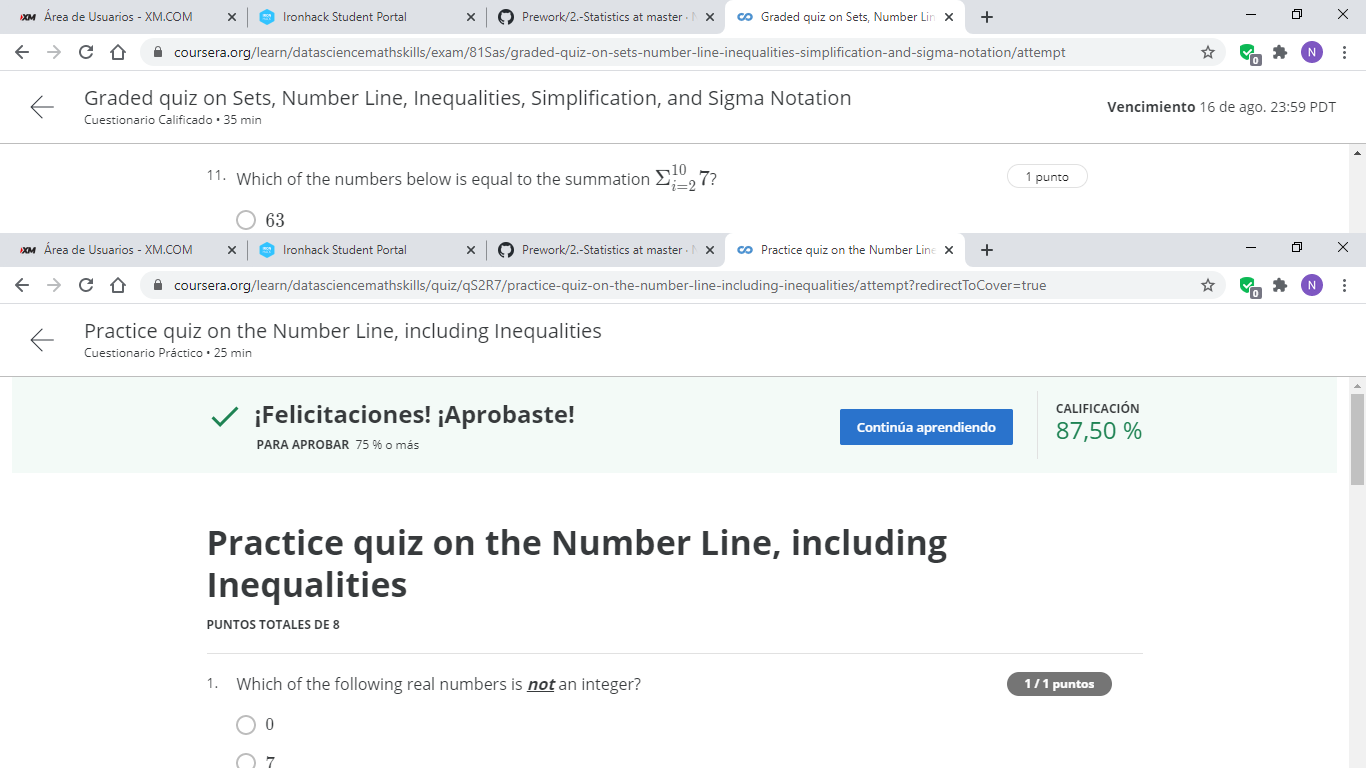 Área de Usuarios - XM.COM
Ironhack Student Portal
Prework/2.-Statistics at master ·
Graded quiz on Sets, Number Lin
coursera.org/learn/datasciencemathskills/exam/81Sas/graded-quiz-on-sets-number-line-inequalities-simplification-and-sigma-notation/attempt
0
N
Graded quiz on Sets, Number Line, Inequalities, Simplification, and Sigma Notation
Cuestionario Calificado • 35 min
Vencimiento 16 de ago. 23:59 PDT
11. Which of the numbers below is equal to the summation Σ_{i=2}^{10} 7?
1 punto
63
Área de Usuarios - XM.COM
Ironhack Student Portal
Prework/2.-Statistics at master ·
Practice quiz on the Number Line
coursera.org/learn/datasciencemathskills/quiz/qS2R7/practice-quiz-on-the-number-line-including-inequalities/attempt?redirectToCover=true
0
N
Practice quiz on the Number Line, including Inequalities
Cuestionario Práctico • 25 min
¡Felicitaciones! ¡Aprobaste!
PARA APROBAR 75 % o más
Continúa aprendiendo
CALIFICACIÓN
87,50 %
Practice quiz on the Number Line, including
Inequalities
PUNTOS TOTALES DE 8
1. Which of the following real numbers is not an integer?
1 / 1 puntos
0
7